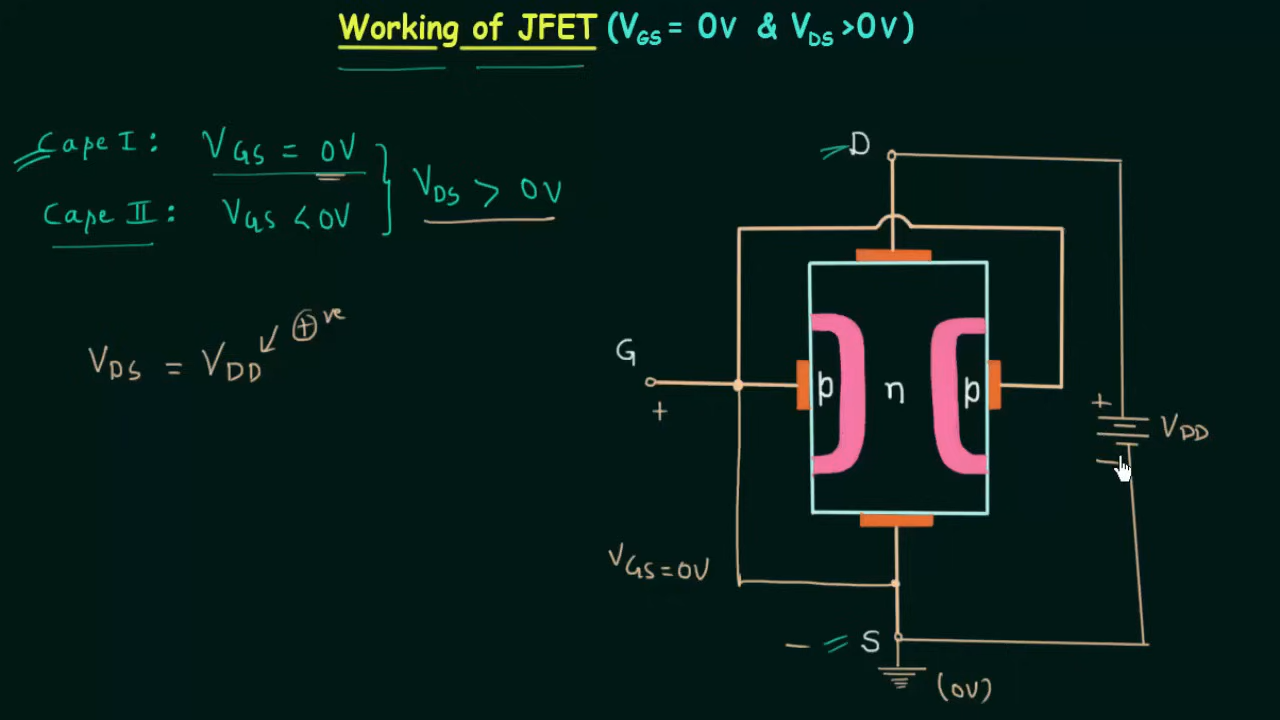 Working of JFET (VGS = 0V & VDS >0V)
Case I : VGS = 0V
Case II : VGS < 0V
VDS > 0V
VDS = VDD
⊕ve
D
G
+
p n p
+
VDD
−
VGS=0V
− = S
(0V)